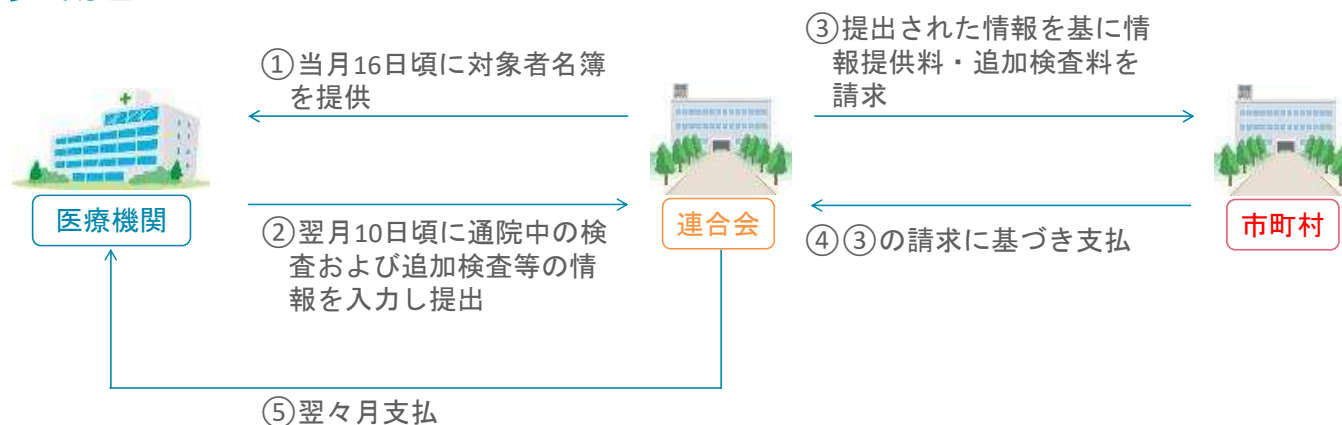 ①当月16日頃に対象者名簿
を提供
③提出された情報を基に情
報提供料・追加検査料を
請求
医療機関
②翌月10日頃に通院中の検
査および追加検査等の情
報を入力し提出
連合会
④③の請求に基づき支払
市町村
⑤翌々月支払